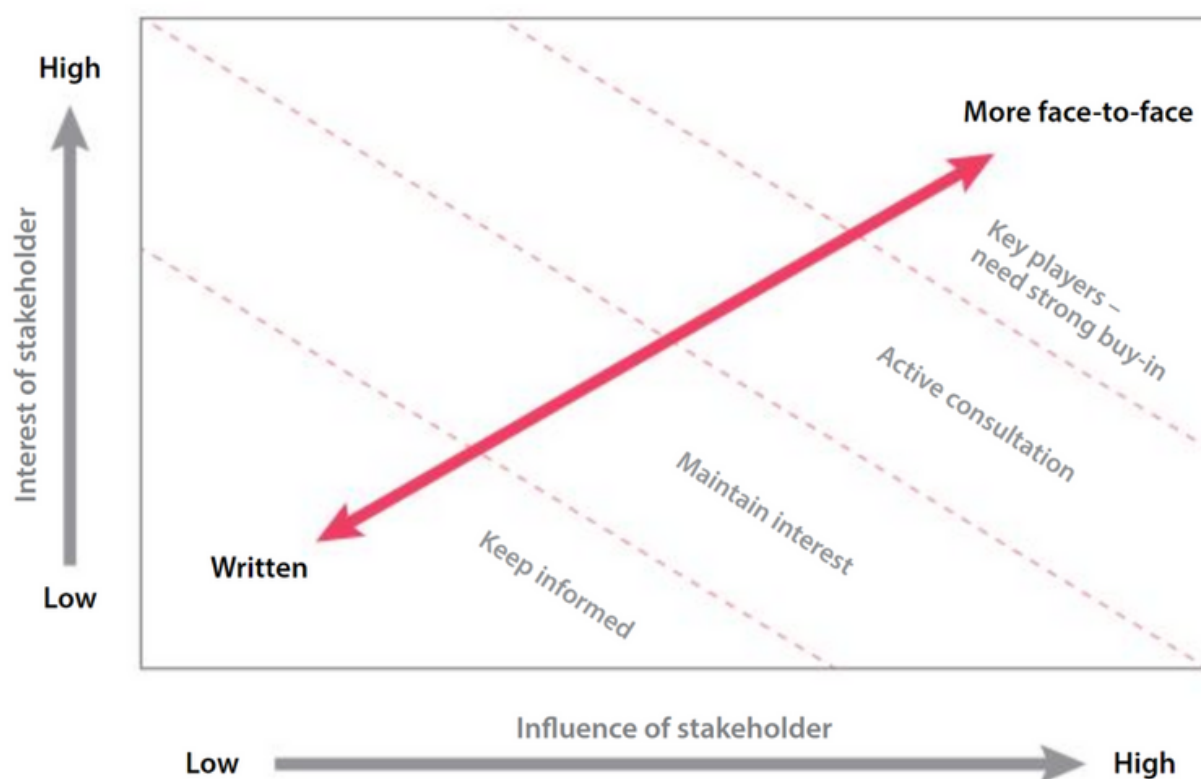 High
More face-to-face
Interest of stakeholder
Key players –
need strong buy-in
Active consultation
Maintain interest
Keep informed
Written
Low
Influence of stakeholder
Low
High